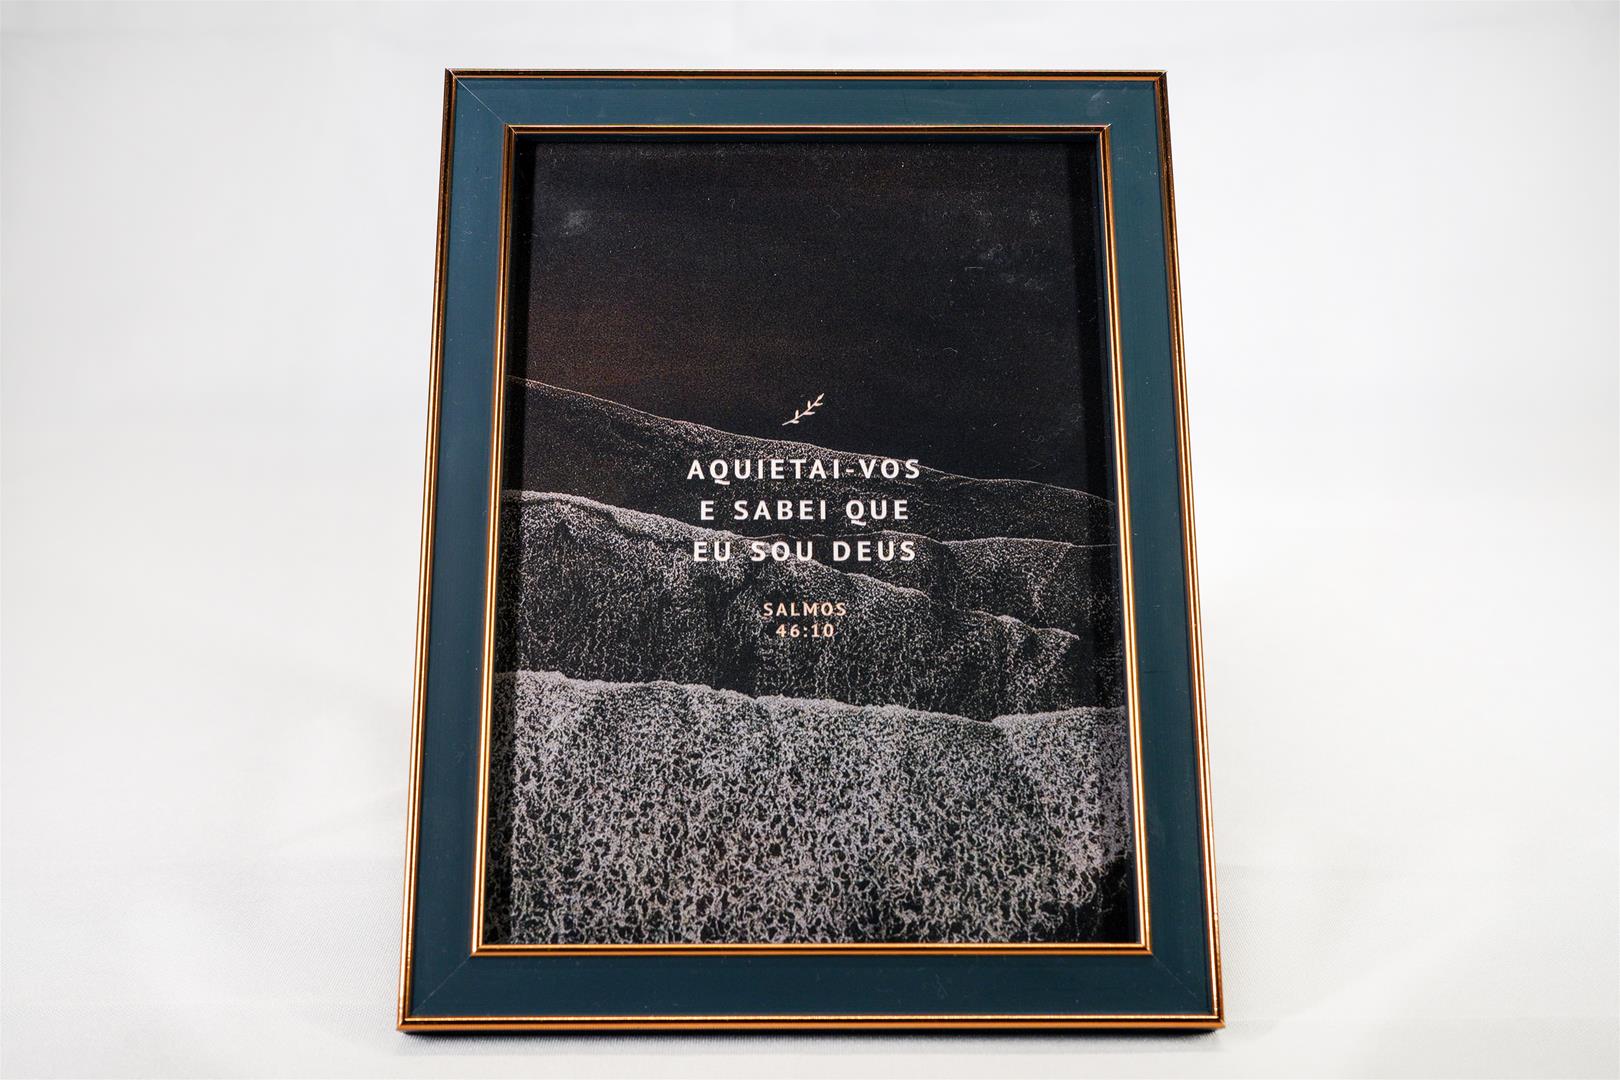 AQUIETAI-VOS
E SABEI QUE
EU SOU DEUS
SALMOS
46:10